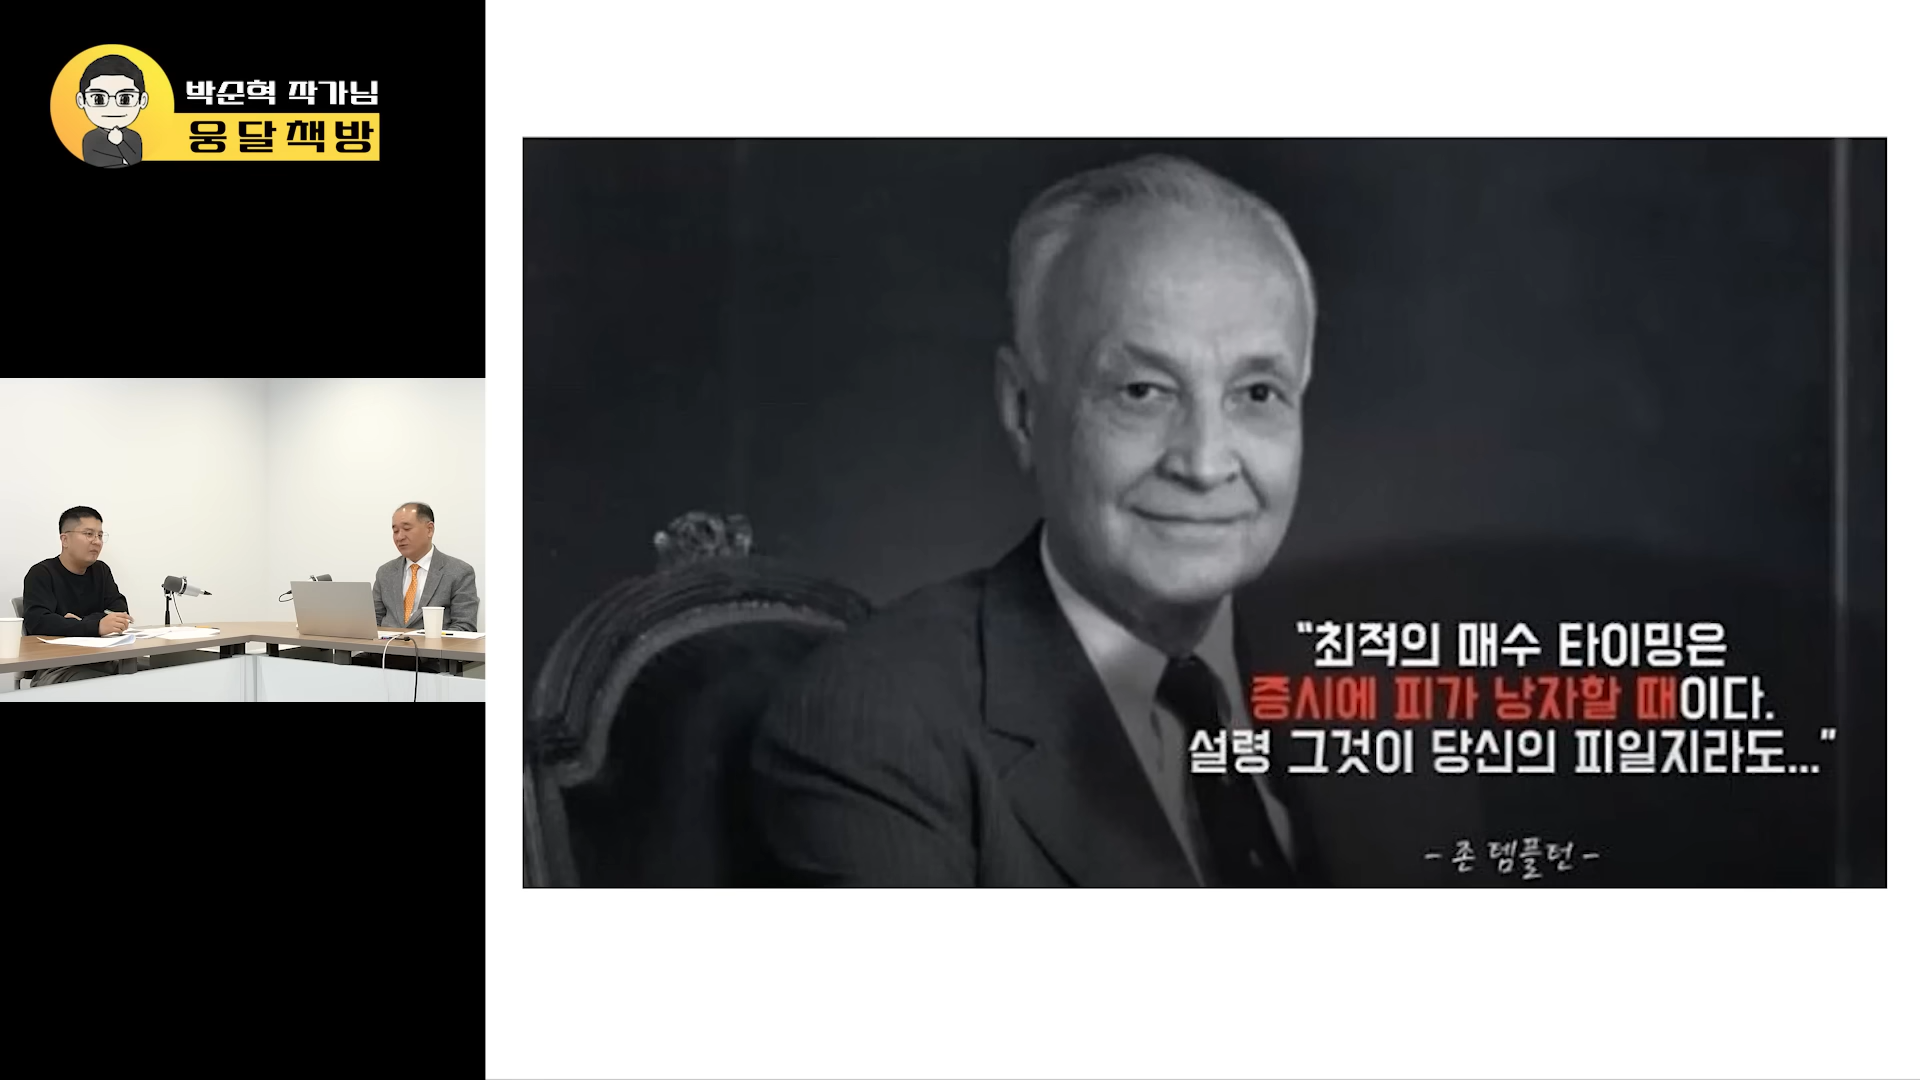 박순혁 작가님
웅달책방
"최적의 매수 타이밍은
증시에 피가 낭자할 때이다.
설령 그것이 당신의 피일지라도..."
- 존 템플턴 -